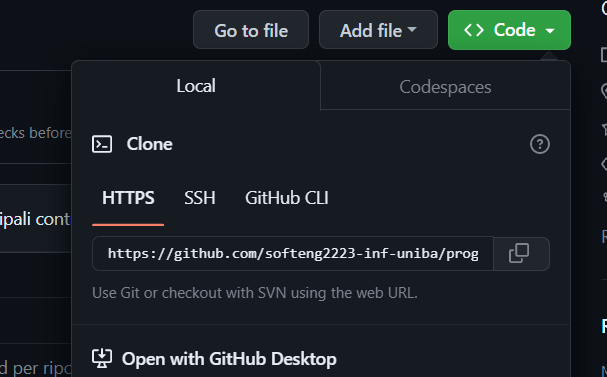 Go to file
Add file
Code
Local
Codespaces
Clone
ecks before
HTTPS
SSH
GitHub CLI
ipali cont
https://github.com/softeng2223-inf-uniba/prog
Use Git or checkout with SVN using the web URL.
Open with GitHub Desktop
d per ripo